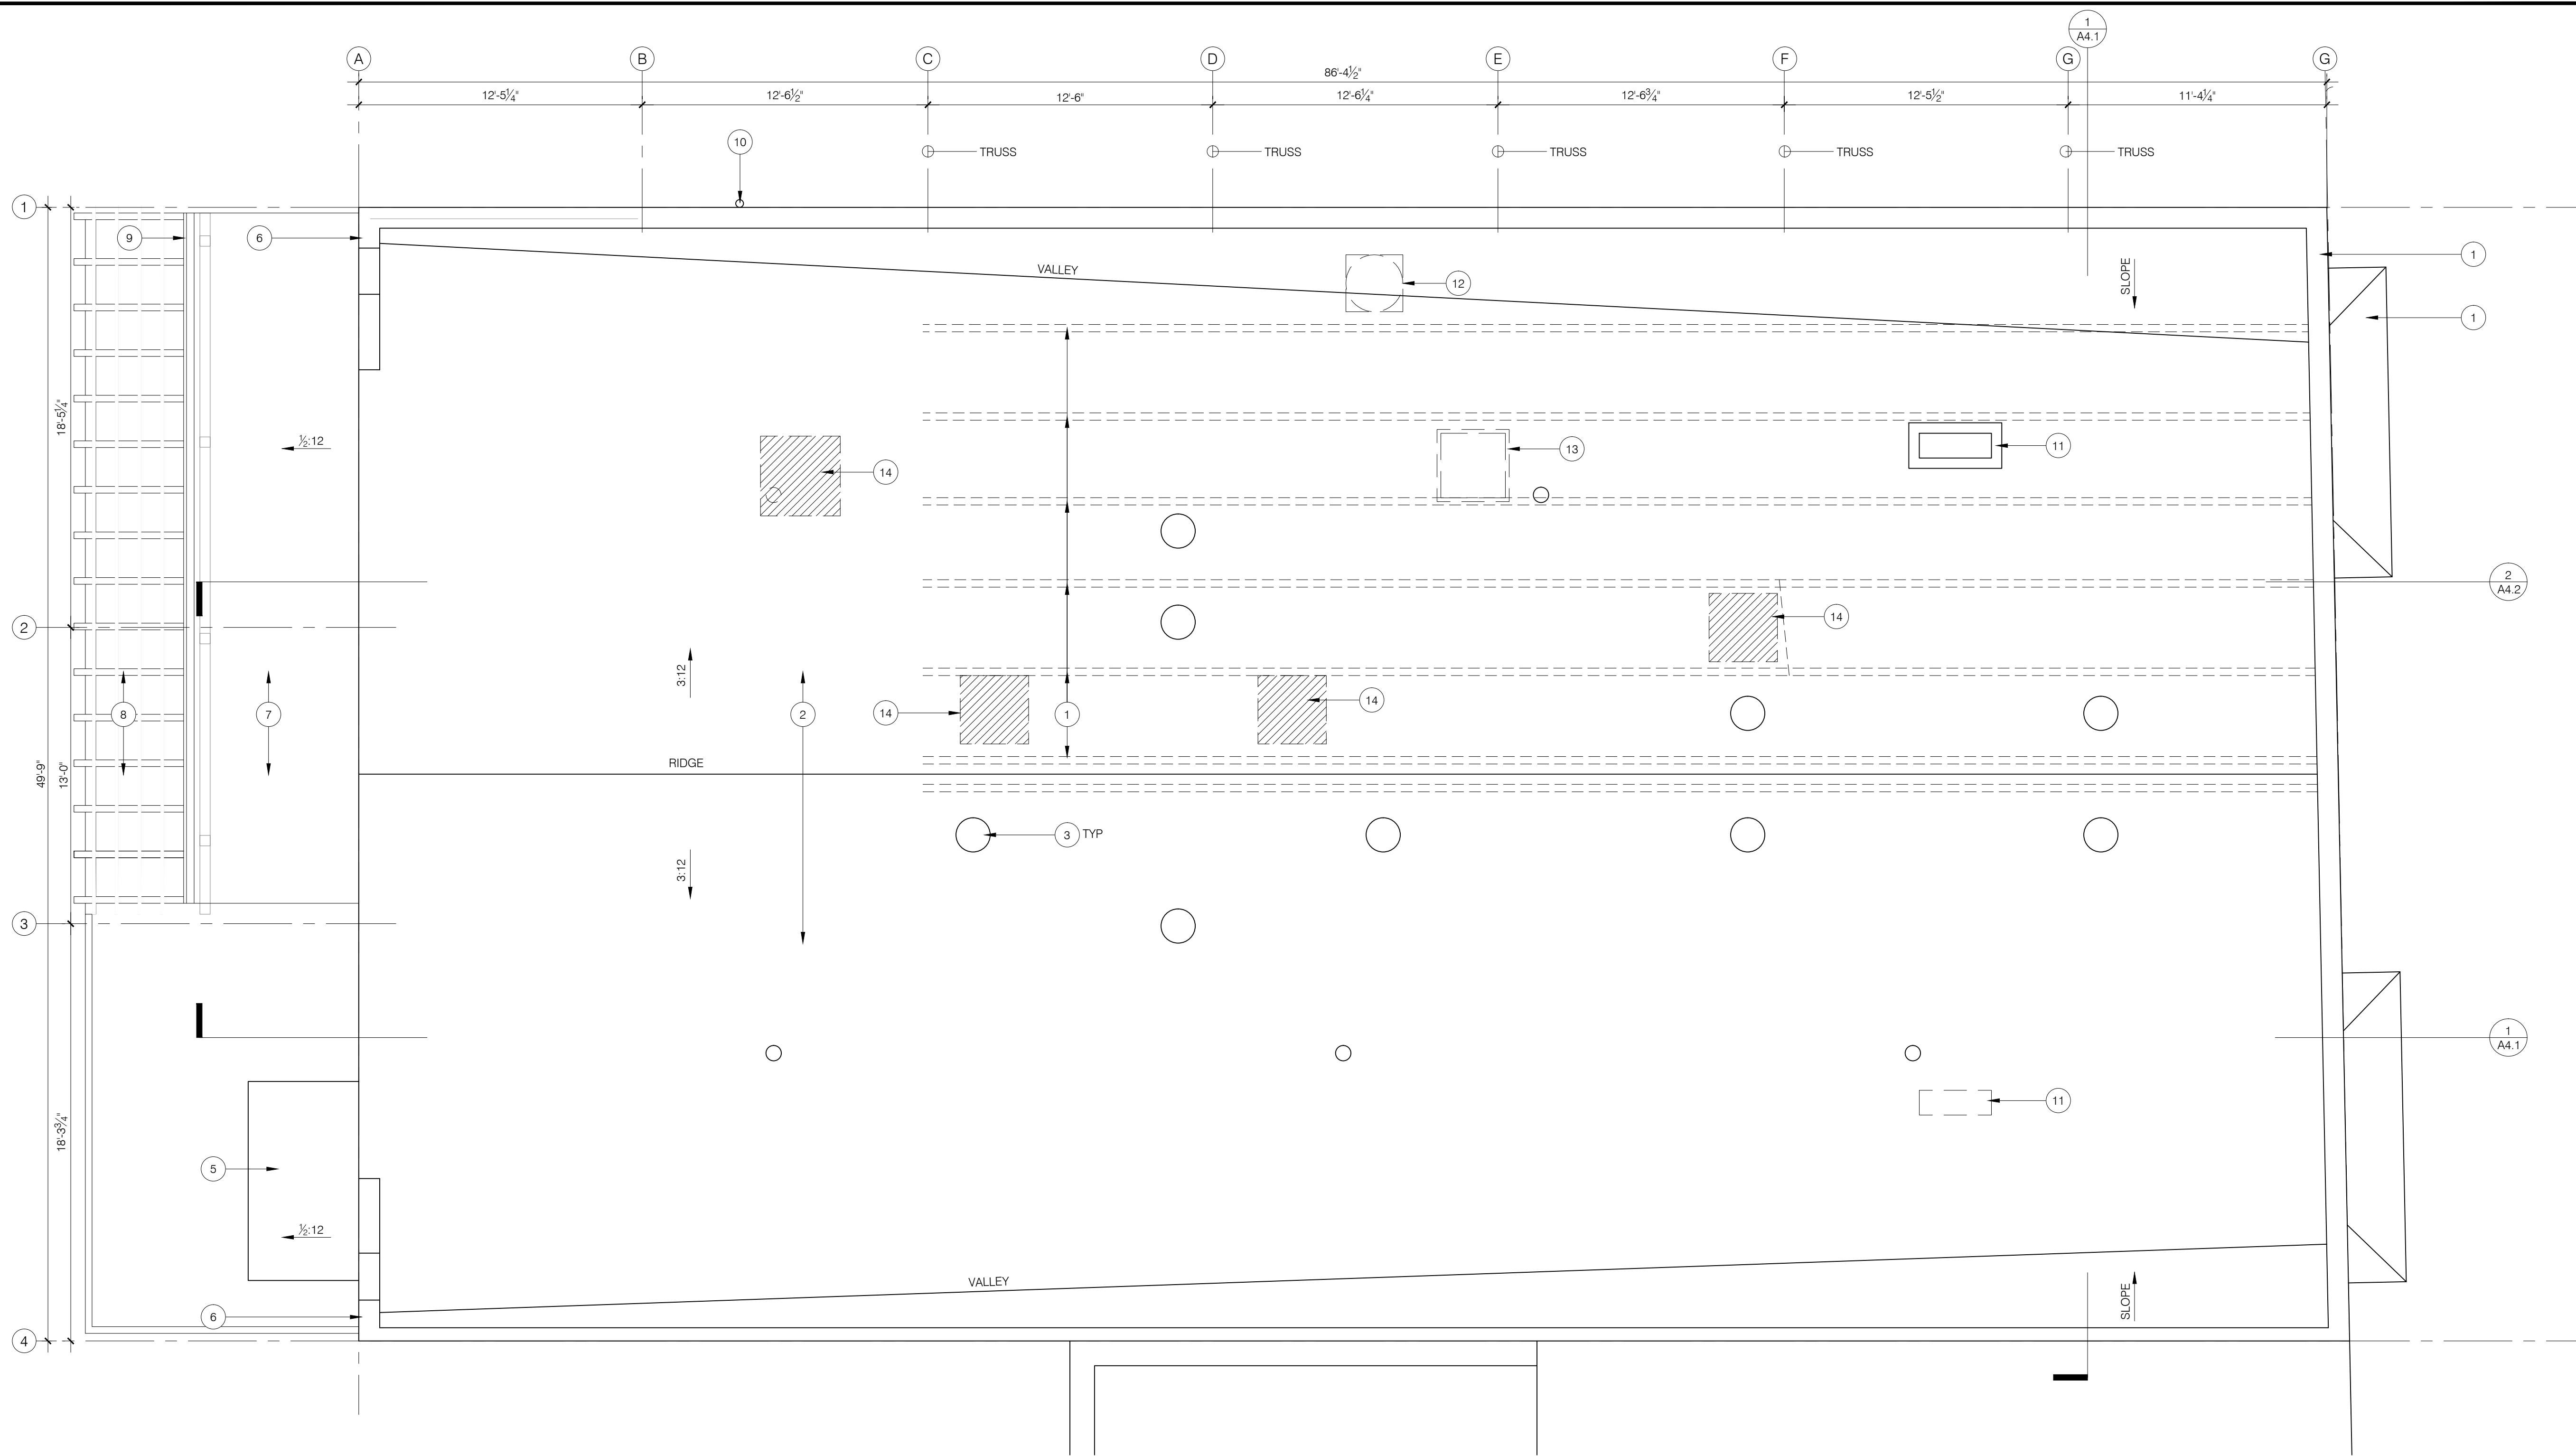 1
A4.1
A
B
C
D
E
F
G
G
86'-4½"
12'-5¼"
12'-6½"
12'-6"
12'-6¼"
12'-6¾"
12'-5½"
11'-4¼"
10
TRUSS
TRUSS
TRUSS
TRUSS
TRUSS
1
9
6
VALLEY
12
SLOPE
1
1
18'-5¼"
½:12
14
13
11
2
A4.2
2
14
3:12
14
14
8
7
2
1
49'-9"
13'-0"
RIDGE
3 TYP
3:12
3
1
A4.1
11
18'-3¾"
5
½:12
VALLEY
SLOPE
6
4